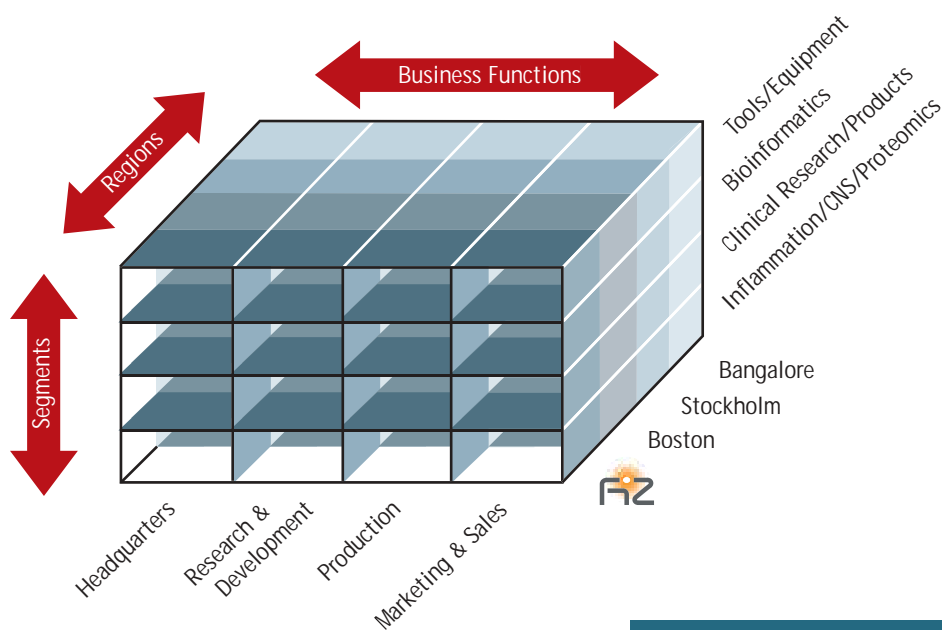 Business Functions
Regions
Segments
Tools/Equipment
Bioinformatics
Clinical Research/Products
Inflammation/CNS/Proteomics
Bangalore
Stockholm
Boston
AZ
Headquarters
Research &
Development
Production
Marketing & Sales